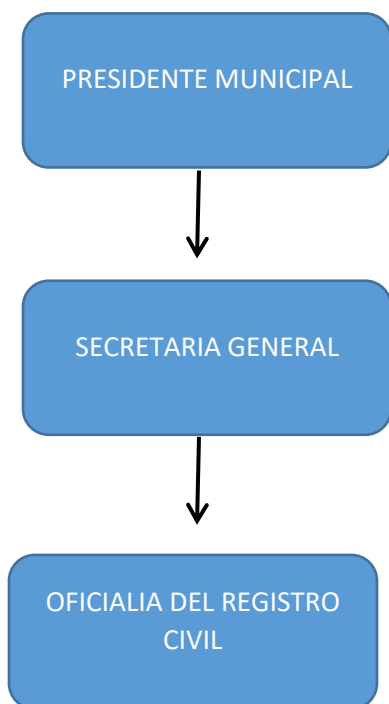 PRESIDENTE MUNICIPAL
SECRETARIA GENERAL
OFICIALIA DEL REGISTRO
CIVIL